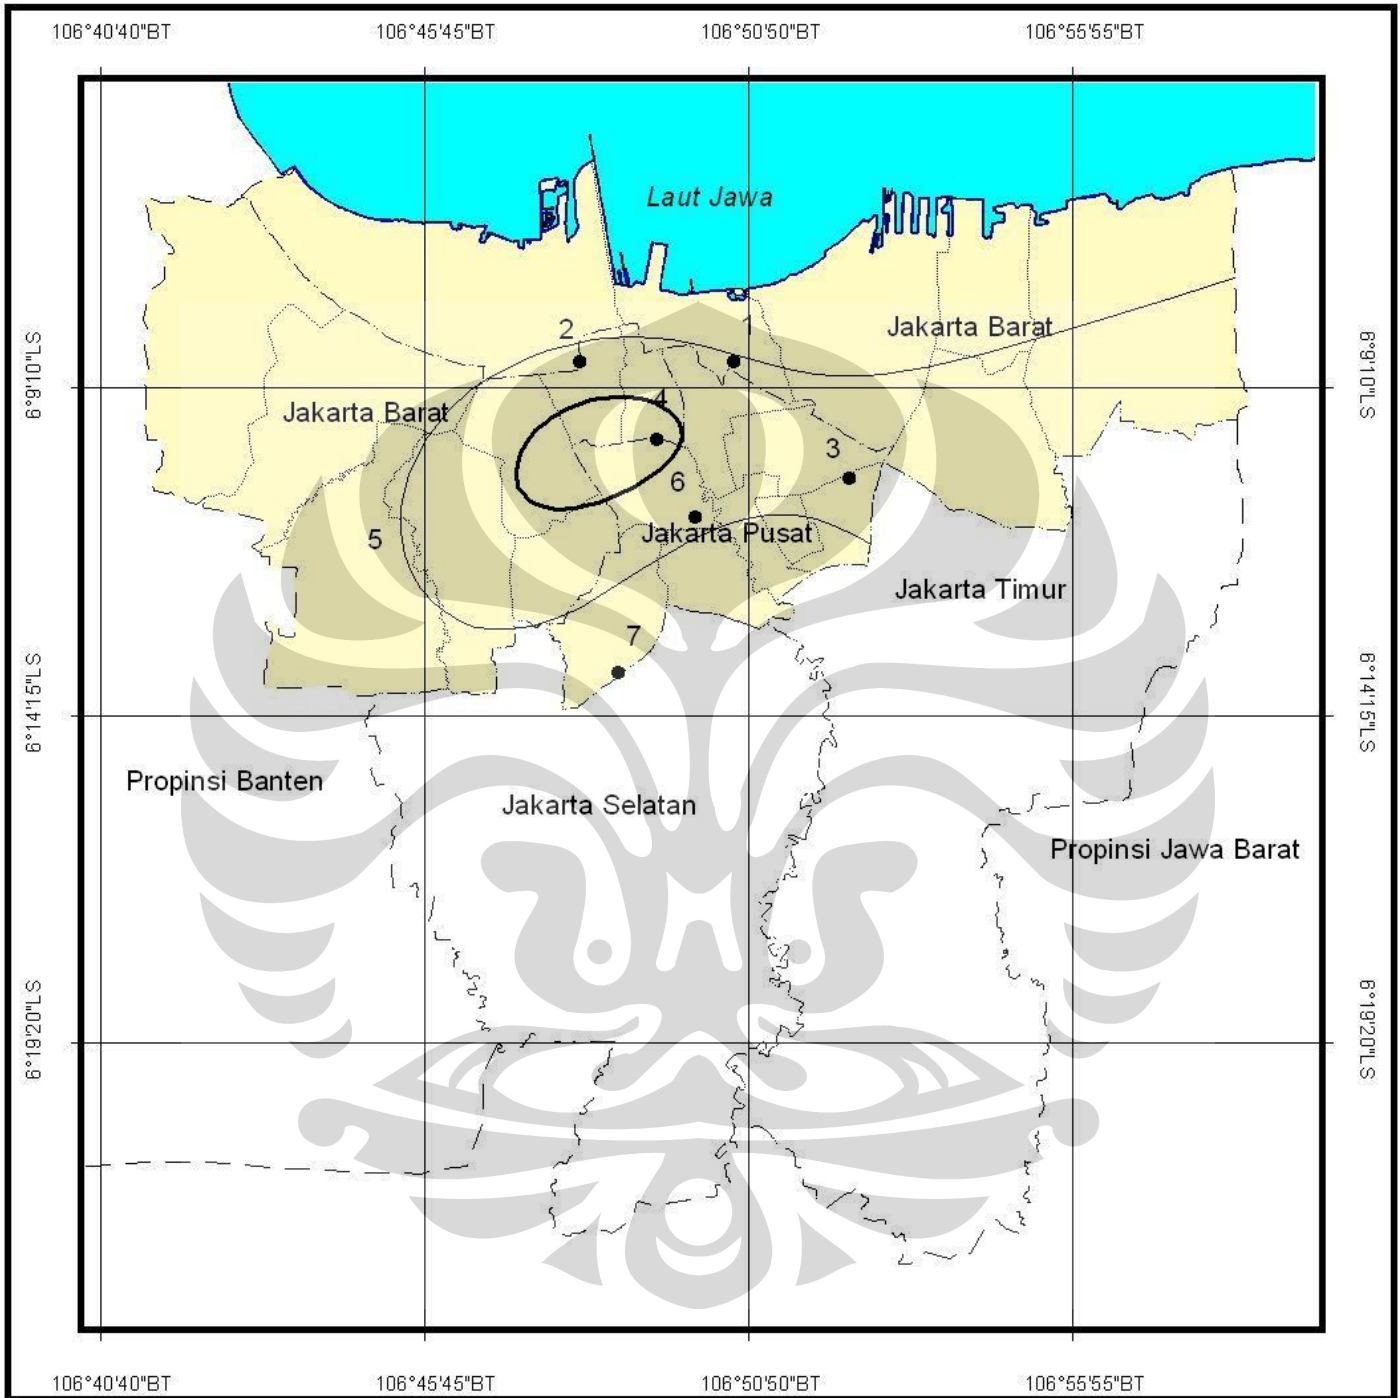 106°40'40"BT 106°45'45"BT 106°50'50"BT 106°55'55"BT
Laut Jawa
2 1 Jakarta Barat
6°9'10"LS 6°9'10"LS
Jakarta Barat 4
3
6
5 Jakarta Pusat
Jakarta Timur
7
6°14'15"LS 6°14'15"LS
Propinsi Banten
Jakarta Selatan
Propinsi Jawa Barat
6°19'20"LS 6°19'20"LS
106°40'40"BT 106°45'45"BT 106°50'50"BT 106°55'55"BT